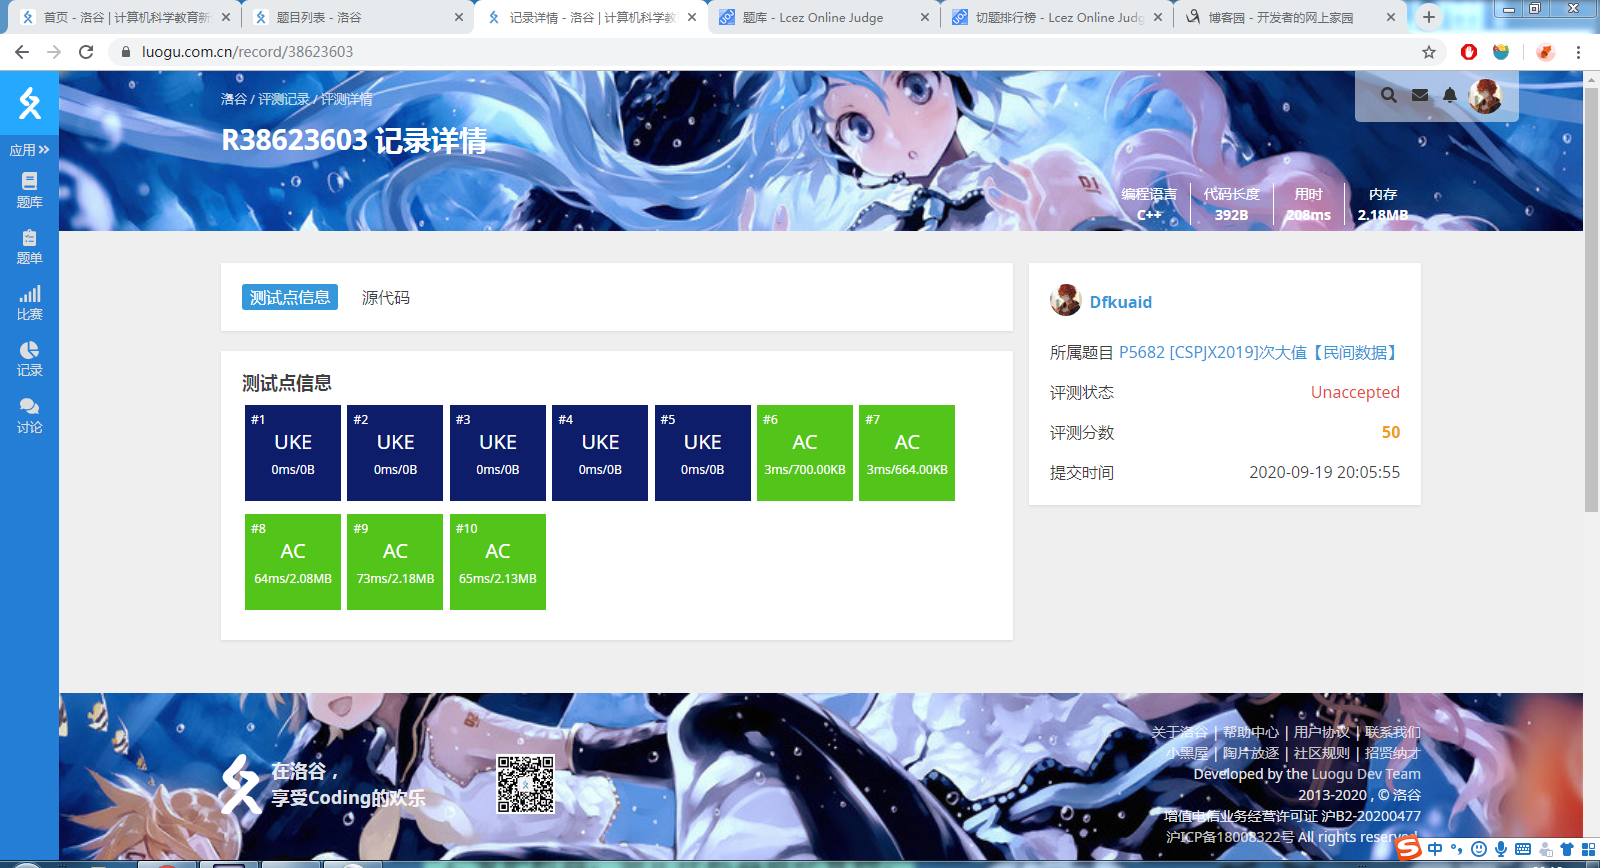 首页 - 洛谷 | 计算机科学教育新
题目列表 - 洛谷
记录详情 - 洛谷 | 计算机科学教
题库 - Lcez Online Judge
切题排行榜 - Lcez Online Judg
博客园 - 开发者的网上家园
luogu.com.cn/record/38623603
洛谷 / 评测记录 / 评测详情
R38623603 记录详情
编程语言 代码长度 用时 内存
C++ 392B 208ms 2.18MB
应用
题库
题单
比赛
记录
讨论
测试点信息 源代码
测试点信息
#1 UKE 0ms/0B
#2 UKE 0ms/0B
#3 UKE 0ms/0B
#4 UKE 0ms/0B
#5 UKE 0ms/0B
#6 AC 3ms/700.00KB
#7 AC 3ms/664.00KB
#8 AC 64ms/2.08MB
#9 AC 73ms/2.18MB
#10 AC 65ms/2.13MB
Dfkuaid
所属题目 P5682 [CSPJX2019]次大值【民间数据】
评测状态 Unaccepted
评测分数 50
提交时间 2020-09-19 20:05:55
在洛谷，
享受Coding的欢乐
关于洛谷 | 帮助中心 | 用户协议 | 联系我们
小黑屋 | 陶片放逐 | 社区规则 | 招贤纳才
Developed by the Luogu Dev Team
2013-2020 , © 洛谷
增值电信业务经营许可证 沪B2-20200477
沪ICP备18008322号 All rights reserved.
中